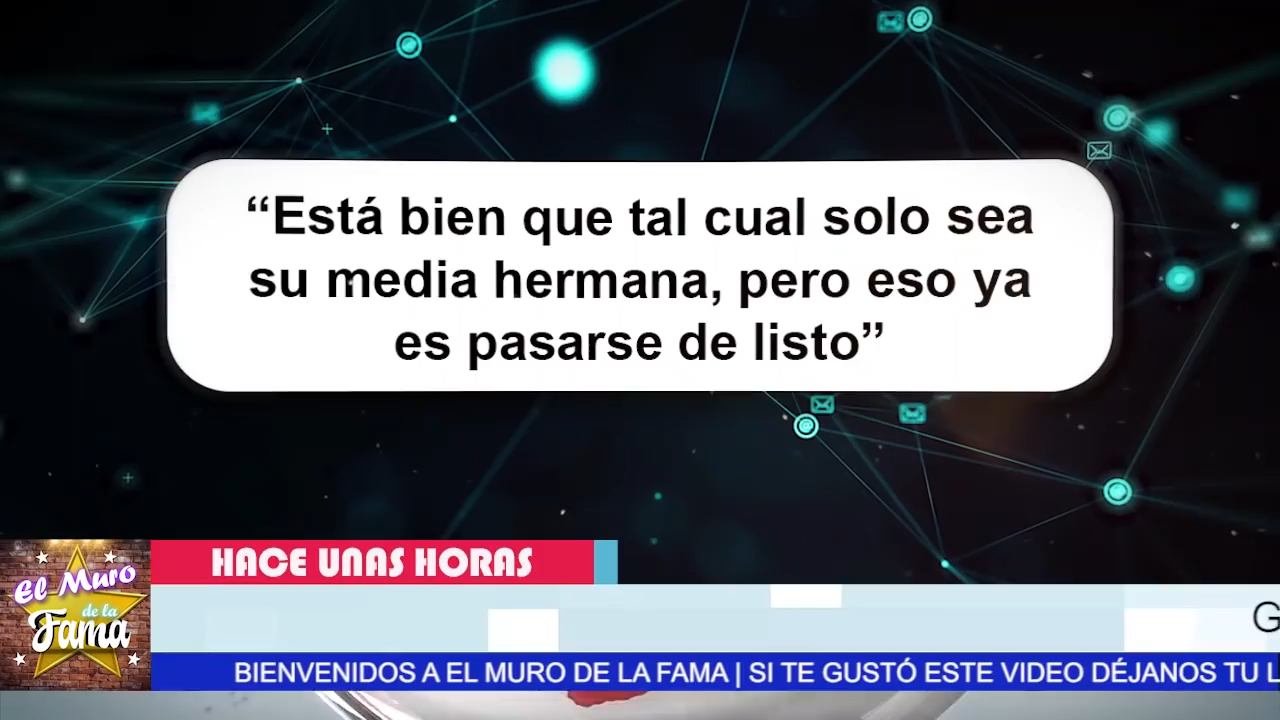 “Está bien que tal cual solo sea
su media hermana, pero eso ya
es pasarse de listo”
HACE UNAS HORAS
El Muro
de la
Fama
G
BIENVENIDOS A EL MURO DE LA FAMA | SI TE GUSTÓ ESTE VIDEO DÉJANOS TU L